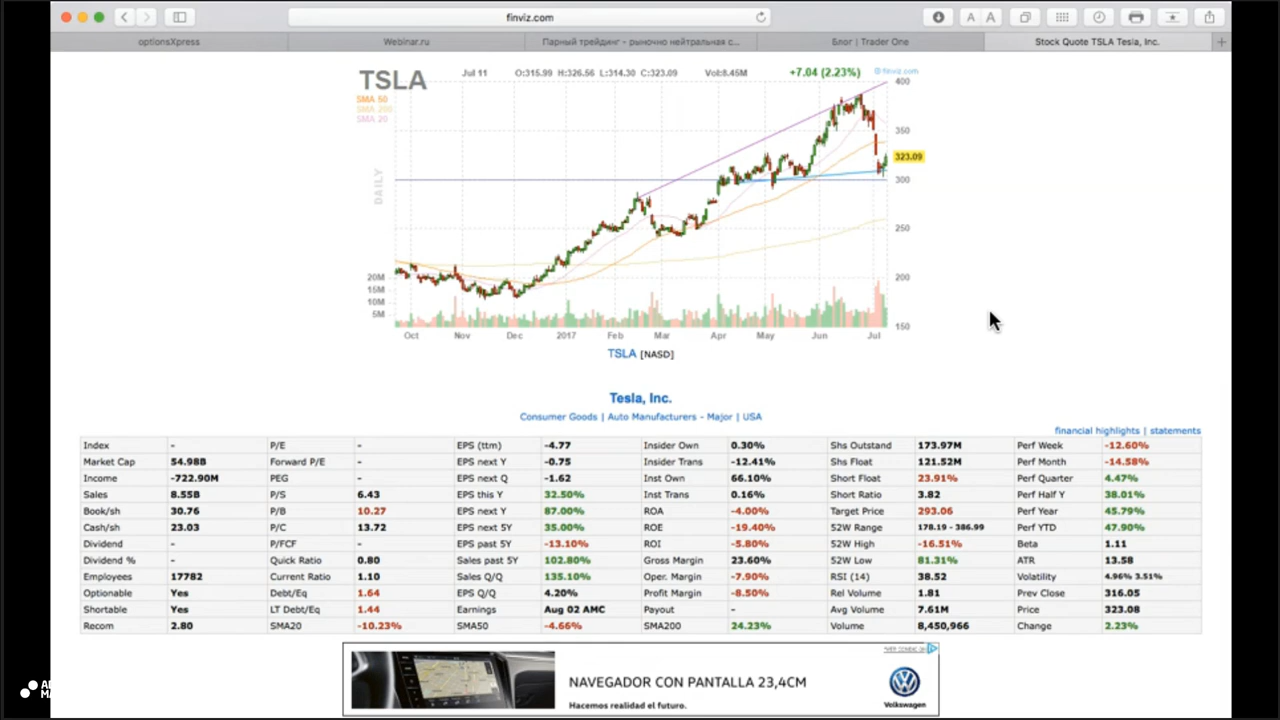 finviz.com
A A
optionsXpress
Webinar.ru
Парный трейдинг - рыночно нейтральная с...
Блог | Trader One
Stock Quote TSLA Tesla, Inc.
TSLA Jul 11 O:315.99 H:326.56 L:314.30 C:323.09 Vol:8.45M +7.04 (2.23%) © finviz.com
SMA 50
SMA 200
SMA 20
DAILY
400
350
323.09
300
250
200
150
20M
15M
10M
5M
Oct Nov Dec 2017 Feb Mar Apr May Jun Jul
TSLA [NASD]
Tesla, Inc.
Consumer Goods | Auto Manufacturers - Major | USA
financial highlights | statements
Index - P/E - EPS (ttm) -4.77 Insider Own 0.30% Shs Outstand 173.97M Perf Week -12.60%
Market Cap 54.98B Forward P/E - EPS next Y -0.75 Insider Trans -12.41% Shs Float 121.52M Perf Month -14.58%
Income -722.90M PEG - EPS next Q -1.62 Inst Own 66.10% Short Float 23.91% Perf Quarter 4.47%
Sales 8.55B P/S 6.43 EPS this Y 32.50% Inst Trans 0.16% Short Ratio 3.82 Perf Half Y 38.01%
Book/sh 30.76 P/B 10.27 EPS next Y 87.00% ROA -4.00% Target Price 293.06 Perf Year 45.79%
Cash/sh 23.03 P/C 13.72 EPS next 5Y 35.00% ROE -19.40% 52W Range 178.19 - 386.99 Perf YTD 47.90%
Dividend - P/FCF - EPS past 5Y -13.10% ROI -5.80% 52W High -16.51% Beta 1.11
Dividend % - Quick Ratio 0.80 Sales past 5Y 102.80% Gross Margin 23.60% 52W Low 81.31% ATR 13.58
Employees 17782 Current Ratio 1.10 Sales Q/Q 135.10% Oper. Margin -7.90% RSI (14) 38.52 Volatility 4.96% 3.51%
Optionable Yes Debt/Eq 1.64 EPS Q/Q 4.20% Profit Margin -8.50% Rel Volume 1.81 Prev Close 316.05
Shortable Yes LT Debt/Eq 1.44 Earnings Aug 02 AMC Payout - Avg Volume 7.61M Price 323.08
Recom 2.80 SMA20 -10.23% SMA50 -4.66% SMA200 24.23% Volume 8,450,966 Change 2.23%
NAVEGADOR CON PANTALLA 23,4CM
Hacemos realidad el futuro.
Volkswagen